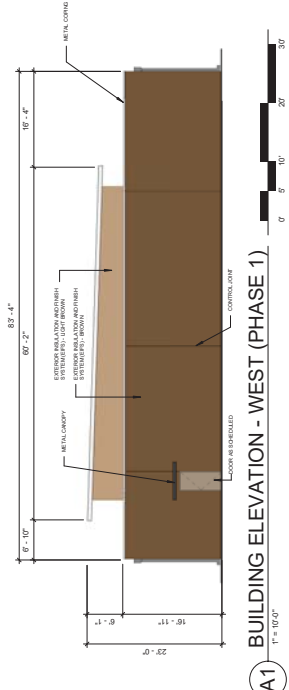 83' - 4"
6' - 10"
60' - 2"
16' - 4"
METAL COPING
EXTERIOR INSULATION AND FINISH
SYSTEM (EIFS) - LIGHT BROWN
EXTERIOR INSULATION AND FINISH
SYSTEM (EIFS) - BROWN
METAL CANOPY
6' - 1"
23' - 0"
16' - 11"
CONTROL JOINT
DOOR AS SCHEDULED
A1
BUILDING ELEVATION - WEST (PHASE 1)
1" = 10'-0"
0' 5' 10' 20' 30'